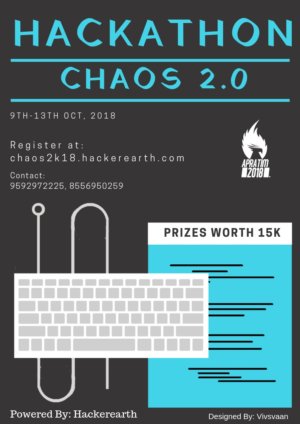 HACKATHON
CHAOS 2.0
9TH-13TH OCT, 2018
Register at:
chaos2k18.hackerearth.com
Contact:
9592972225, 8556950259
APRATIM
2018
PRIZES WORTH 15K
Powered By: Hackerearth
Designed By: Vivsvaan